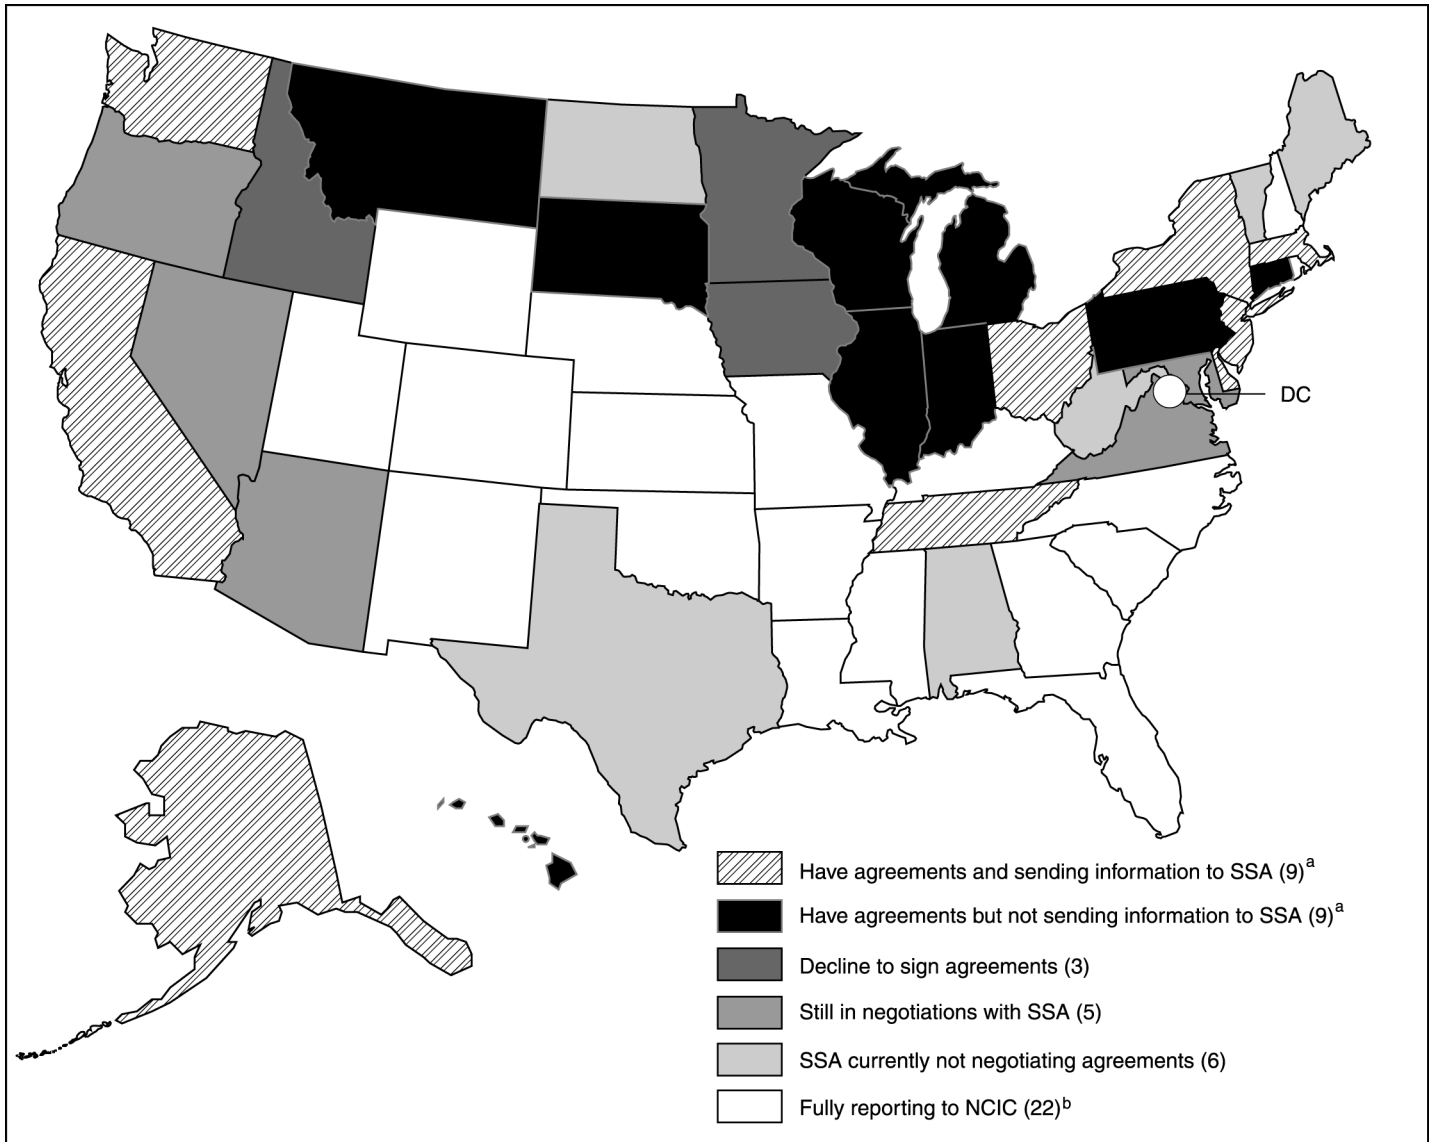 DC
Have agreements and sending information to SSA (9)a
Have agreements but not sending information to SSA (9)a
Decline to sign agreements (3)
Still in negotiations with SSA (5)
SSA currently not negotiating agreements (6)
Fully reporting to NCIC (22)b